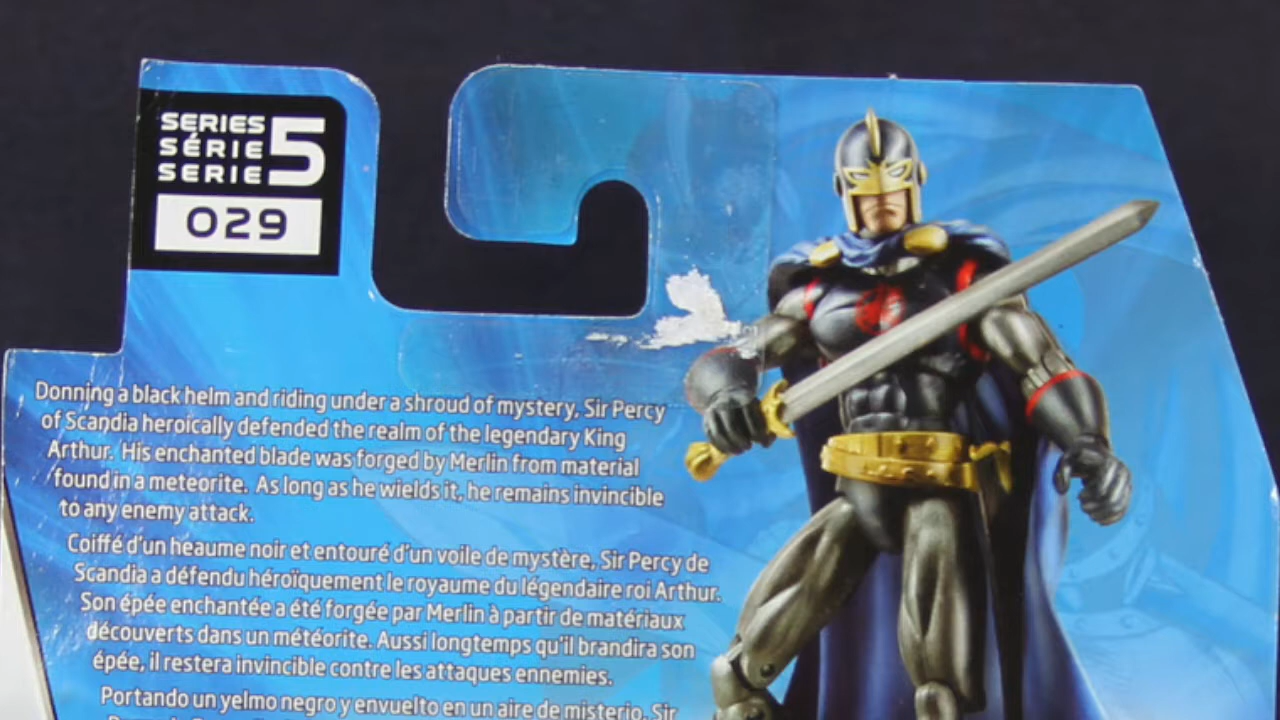 SERIES
SÉRIE
SERIE
5
029
Donning a black helm and riding under a shroud of mystery, Sir Percy
of Scandia heroically defended the realm of the legendary King
Arthur. His enchanted blade was forged by Merlin from material
found in a meteorite. As long as he wields it, he remains invincible
to any enemy attack.
Coiffé d'un heaume noir et entouré d'un voile de mystère, Sir Percy de
Scandia a défendu héroïquement le royaume du légendaire roi Arthur.
Son épée enchantée a été forgée par Merlin à partir de matériaux
découverts dans un météorite. Aussi longtemps qu'il brandira son
épée, il restera invincible contre les attaques ennemies.
Portando un yelmo negro y envuelto en un aire de misterio, Sir